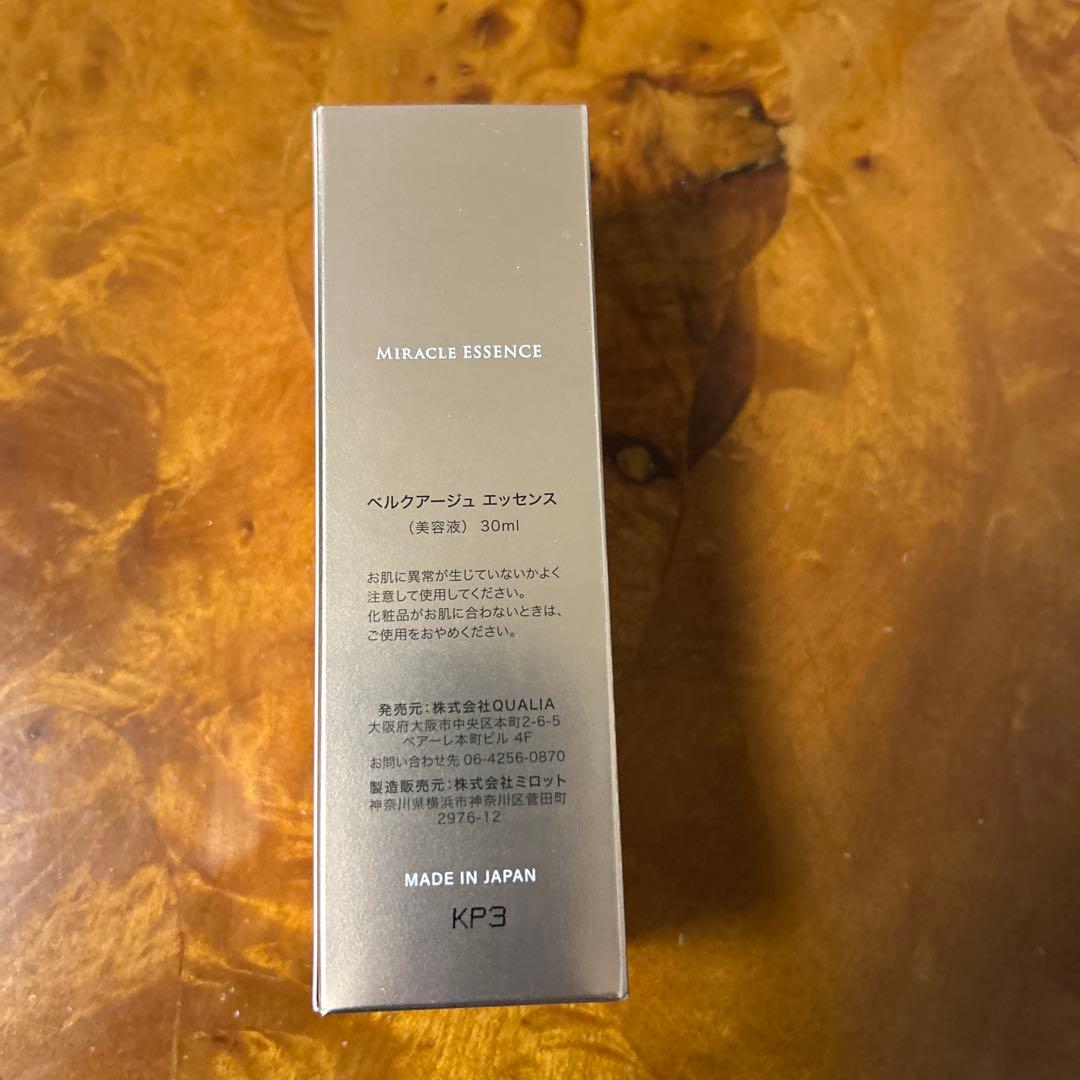 MIRACLE ESSENCE
ベルクアージュ エッセンス
（美容液） 30ml
お肌に異常が生じていないかよく
注意して使用してください。
化粧品がお肌に合わないときは、
ご使用をおやめください。
発売元：株式会社QUALIA
大阪府大阪市中央区本町2-6-5
ベアーレ本町ビル 4F
お問い合わせ先 06-4256-0870
製造販売元：株式会社ミロット
神奈川県横浜市神奈川区菅田町
2976-12
MADE IN JAPAN
KP3